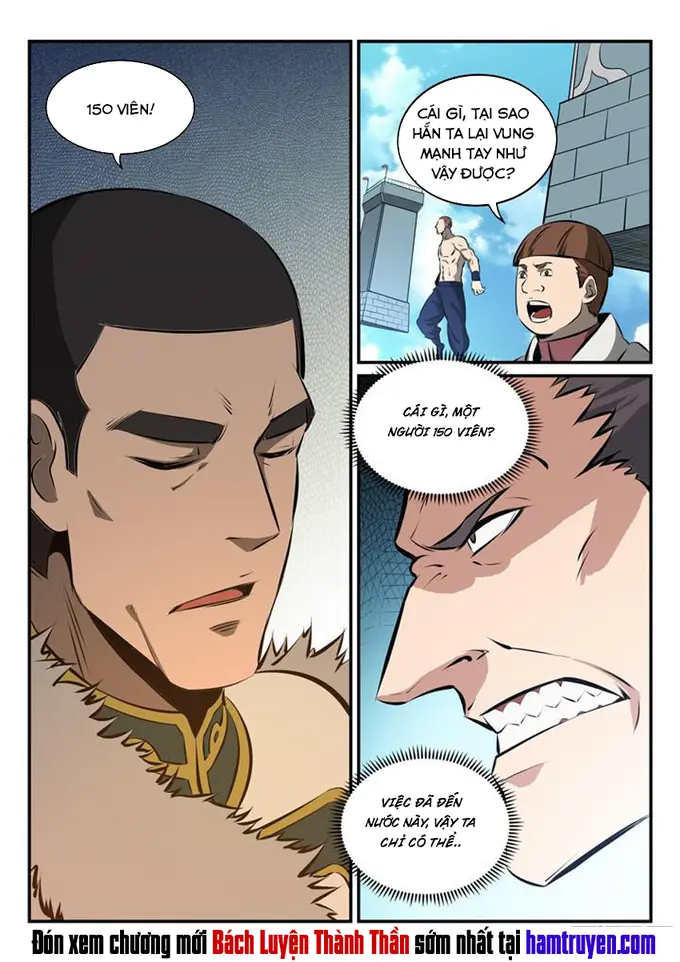 150 VIÊN!
CÁI GÌ, TẠI SAO
HẮN TA LẠI VUNG
MẠNH TAY NHƯ
VẬY ĐƯỢC?
CÁI GÌ, MỘT
NGƯỜI 150 VIÊN?
VIỆC ĐÃ ĐẾN
NƯỚC NÀY, VẬY TA
CHỈ CÓ THỂ..
Đón xem chương mới Bách Luyện Thành Thần sớm nhất tại hamtruyen.com